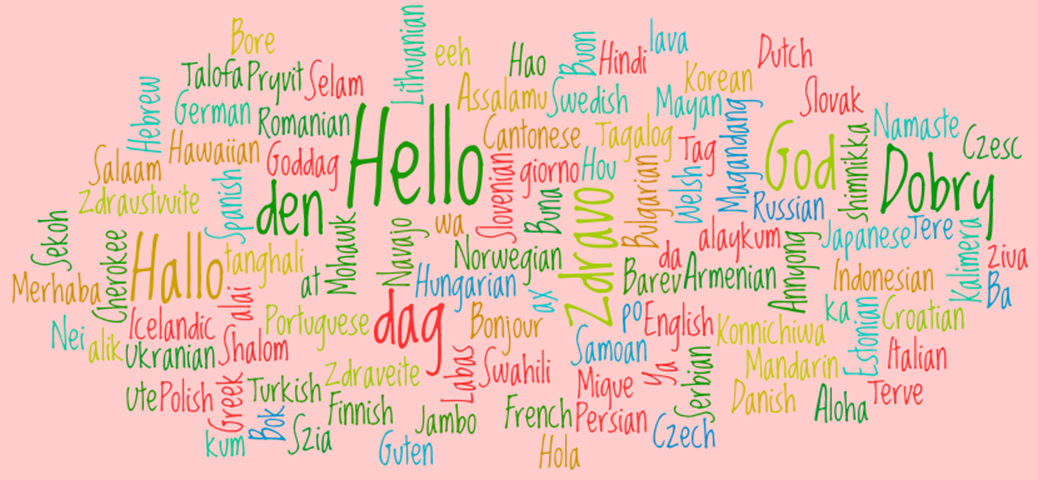 Bore
Lithuanian
eeh
Hao
Buon
Hindi
lava
Dutch
Talofa
Pryvit
Selam
Korean
Hebrew
German
Romanian
Assalamu
Swedish
Mayan
Slovak
Hello
Cantonese
Tagalog
Magandang
God
shimnikka
Namaste
Czesc
Salaam
Hawaiian
Goddag
Slovenian
giorno
Hou
Bulgarian
Tag
Welsh
Dobry
Zdraustvuite
Spanish
den
Buna
Zdravo
Russian
Sekoh
Cherokee
Hallo
tanghali
at
Mohawk
Navajo
wa
Norwegian
da
alaykum
Annyong
Japanese
Tere
Kalimera
Ziva
Merhaba
alai
Hungarian
ax
Barev
Armenian
Indonesian
Ba
Nei
alik
Icelandic
Portuguese
dag
Bonjour
po
English
Konnichiwa
ka
Estonian
Croatian
Ukranian
Shalom
Samoan
Mandarin
Italian
ute
Polish
Greek
Turkish
Zdraveite
Labas
Swahili
Migue
Ya
Serbian
Danish
Aloha
Terve
kum
Bok
Szia
Finnish
Jambo
French
Persian
Czech
Guten
Hola